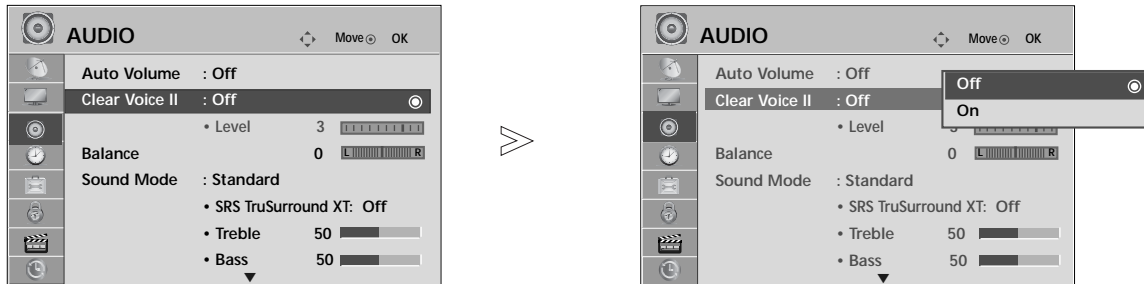 AUDIO Move OK
Auto Volume : Off
Clear Voice II : Off
• Level 3
Balance 0 L R
Sound Mode : Standard
• SRS TruSurround XT: Off
• Treble 50
• Bass 50
AUDIO Move OK
Auto Volume : Off
Clear Voice II : Off
Off
On
• Level 3
Balance 0 L R
Sound Mode : Standard
• SRS TruSurround XT: Off
• Treble 50
• Bass 50